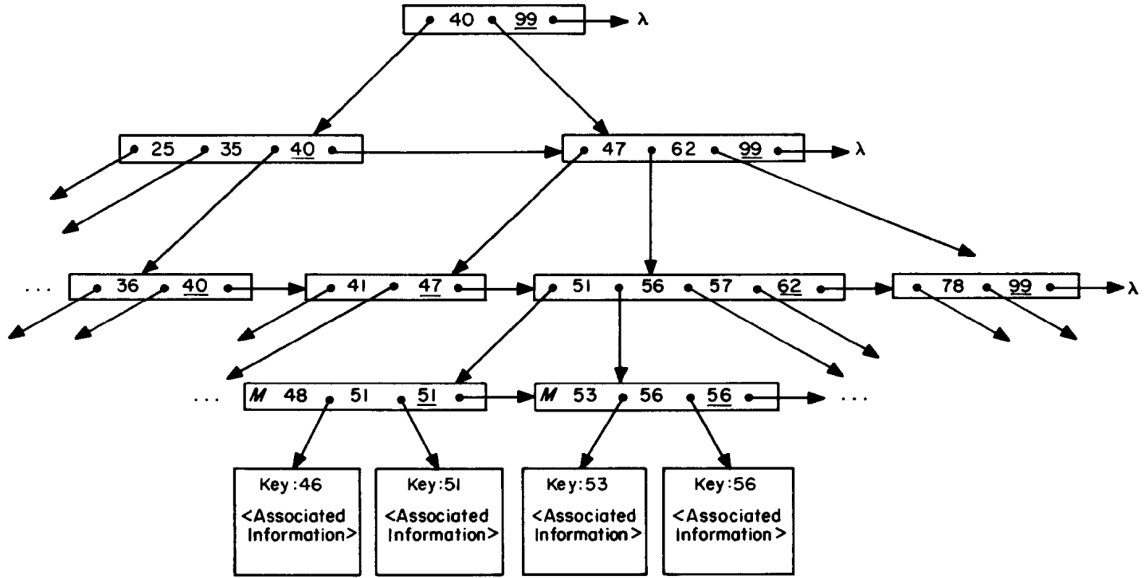 40 99 λ
25 35 40 47 62 99 λ
... 36 40 41 47 51 56 57 62 78 99 λ
... M 48 51 51 M 53 56 56 ...
Key:46 Key:51 Key:53 Key:56
<Associated Information> <Associated Information> <Associated Information> <Associated Information>